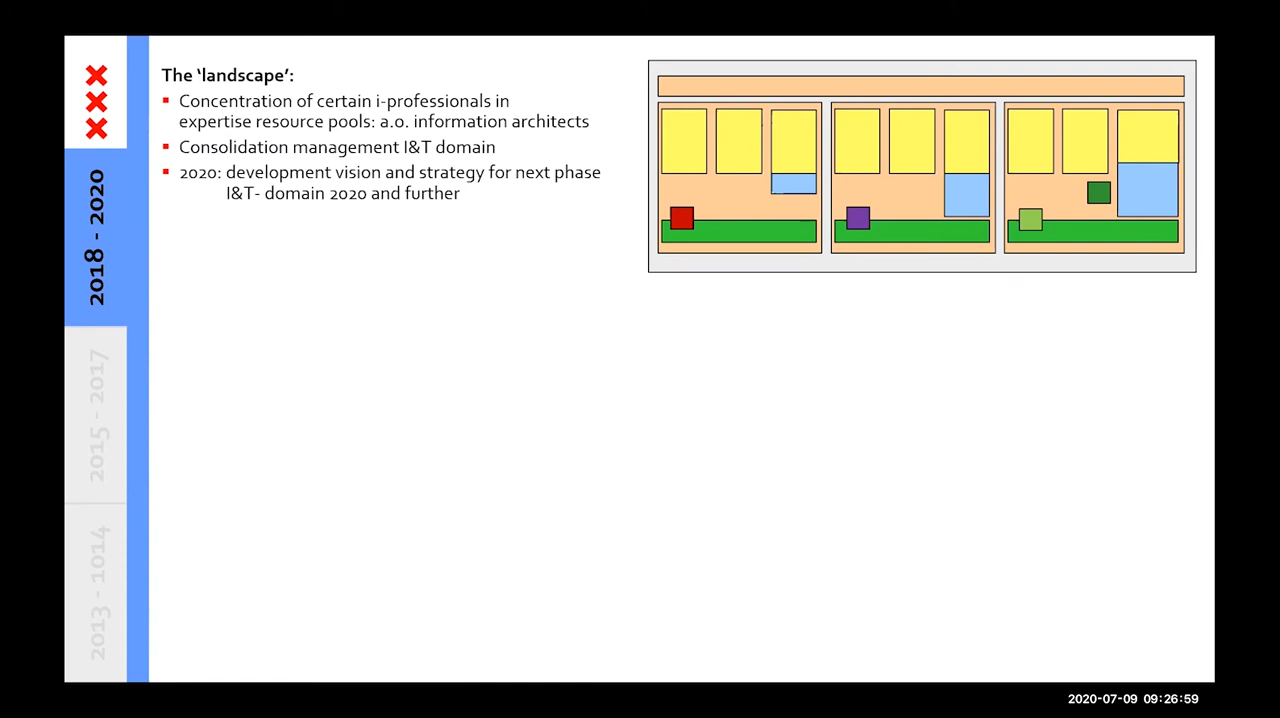 The ‘landscape’:
Concentration of certain i-professionals in
expertise resource pools: a.o. information architects
Consolidation management I&T domain
2020: development vision and strategy for next phase
I&T- domain 2020 and further
2018 - 2020
2015 - 2017
2013 - 1014
2020-07-09 09:26:59